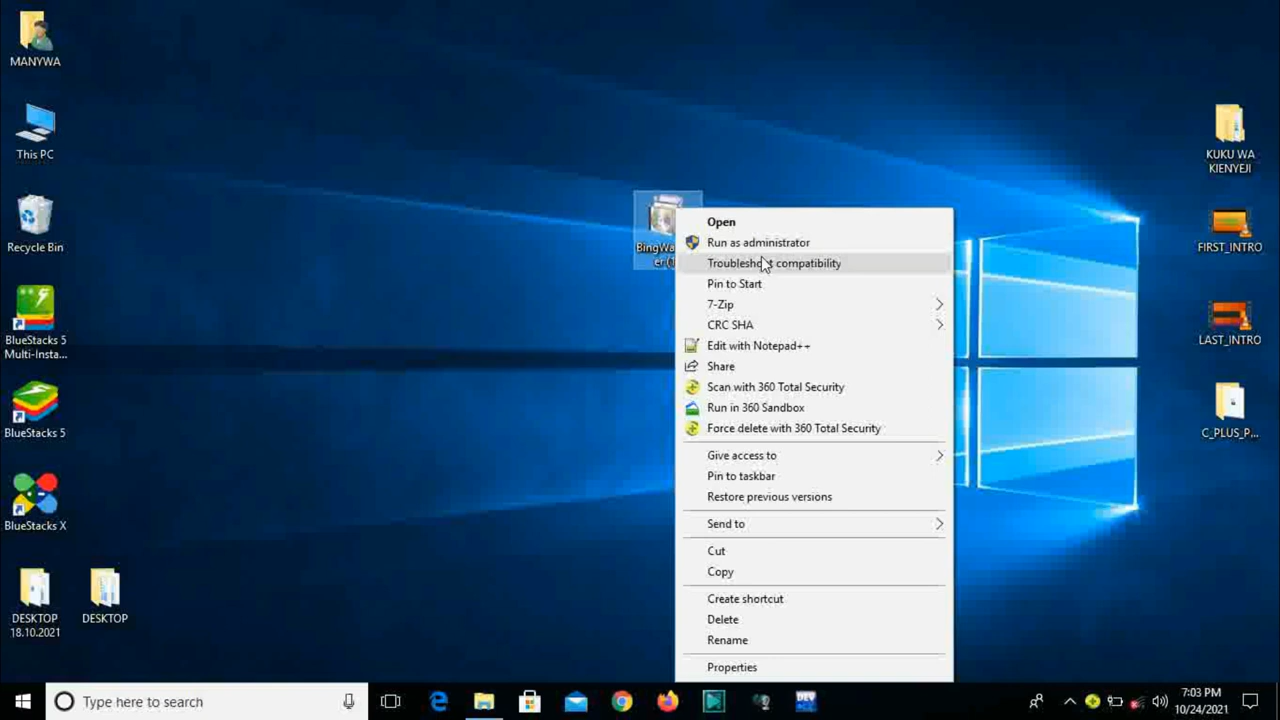 MANYWA
This PC
Recycle Bin
BlueStacks 5
Multi-Insta...
BlueStacks 5
BlueStacks X
DESKTOP
18.10.2021
DESKTOP
Open
Run as administrator
Troubleshoot compatibility
Pin to Start
7-Zip
CRC SHA
Edit with Notepad++
Share
Scan with 360 Total Security
Run in 360 Sandbox
Force delete with 360 Total Security
Give access to
Pin to taskbar
Restore previous versions
Send to
Cut
Copy
Create shortcut
Delete
Rename
Properties
KUKU WA
KIENYEJI
FIRST_INTRO
LAST_INTRO
C_PLUS_P...
Type here to search
DEV
7:03 PM
10/24/2021